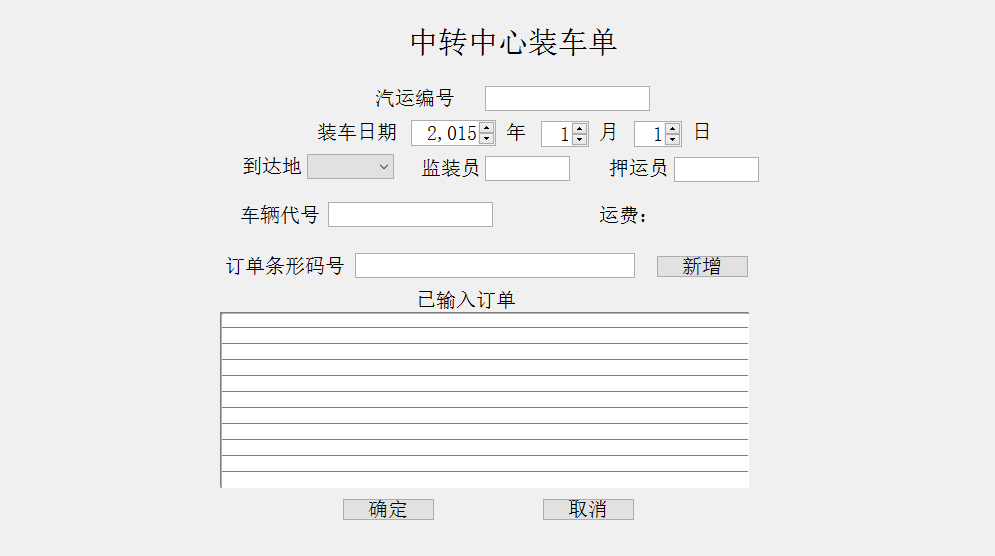 中转中心装车单
汽运编号
装车日期 2,015 年 1 月 1 日
到达地 监装员 押运员
车辆代号 运费：
订单条形码号 新增
已输入订单
确定 取消